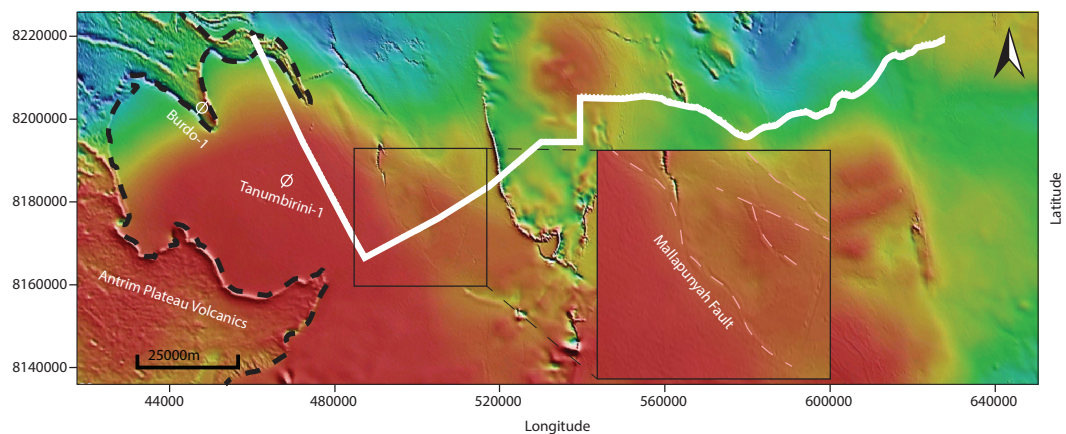 8220000
8200000
8180000
8160000
8140000
Burdo-1
Tanumbirini-1
Antrim Plateau Volcanics
25000m
Mallapunyah Fault
Latitude
44000
480000
520000
560000
600000
640000
Longitude